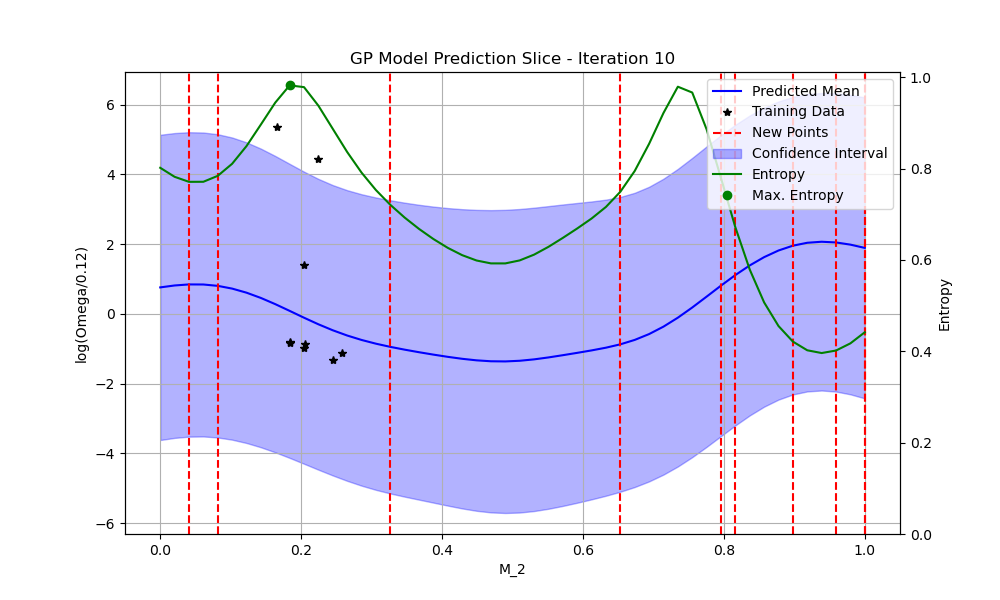 GP Model Prediction Slice - Iteration 10
Predicted Mean
Training Data
New Points
Confidence Interval
Entropy
Max. Entropy
6
4
2
0
−2
−4
−6
log(Omega/0.12)
1.0
0.8
0.6
0.4
0.2
0.0
Entropy
0.0
0.2
0.4
0.6
0.8
1.0
M_2